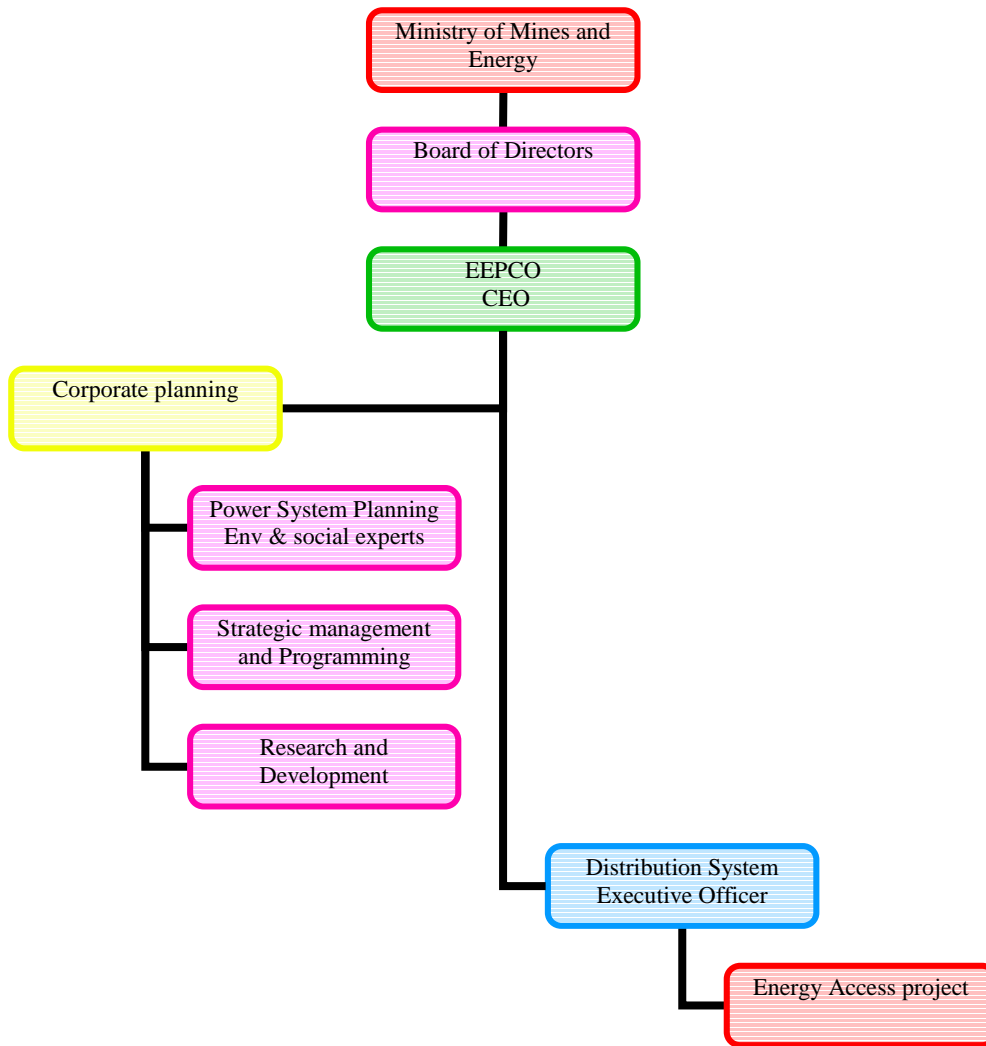 Ministry of Mines and
Energy
Board of Directors
EEPCO
CEO
Corporate planning
Power System Planning
Env & social experts
Strategic management
and Programming
Research and
Development
Distribution System
Executive Officer
Energy Access project